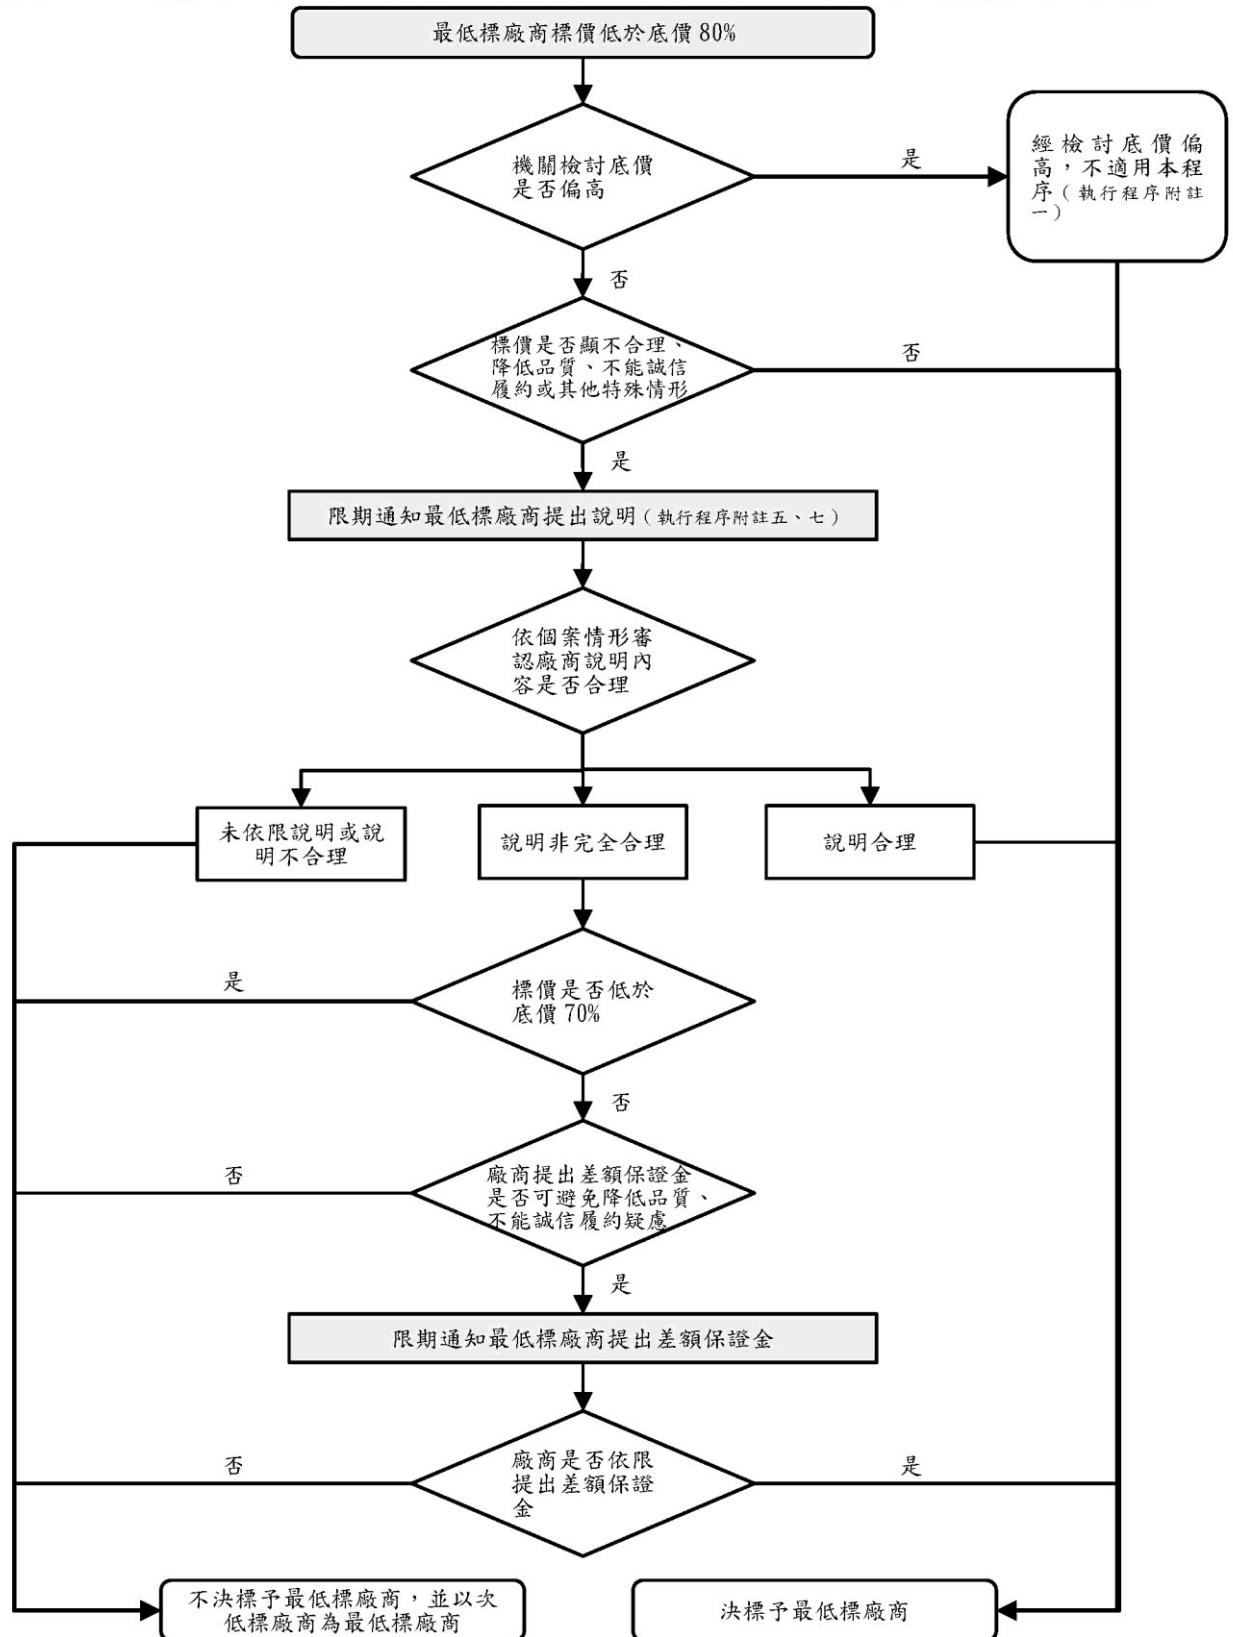 最低標廠商標價低於底價80%
機關檢討底價
是否偏高
是
經檢討底價偏
高，不適用本程
序（執行程序附註
一）
否
標價是否顯不合理、
降低品質、不能誠信
履約或其他特殊情形
否
是
限期通知最低標廠商提出說明（執行程序附註五、七）
依個案情形審
認廠商說明內
容是否合理
未依限說明或說
明不合理
說明非完全合理
說明合理
是
標價是否低於
底價70%
否
否
廠商提出差額保證金
是否可避免降低品質、
不能誠信履約疑慮
是
限期通知最低標廠商提出差額保證金
否
廠商是否依限
提出差額保證
金
是
不決標予最低標廠商，並以次
低標廠商為最低標廠商
決標予最低標廠商